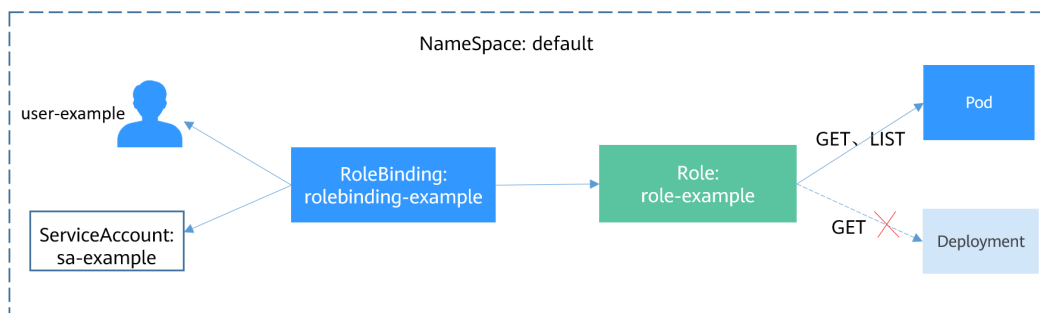 NameSpace: default
user-example
RoleBinding:
rolebinding-example
ServiceAccount:
sa-example
Role:
role-example
GET、LIST
Pod
GET
Deployment